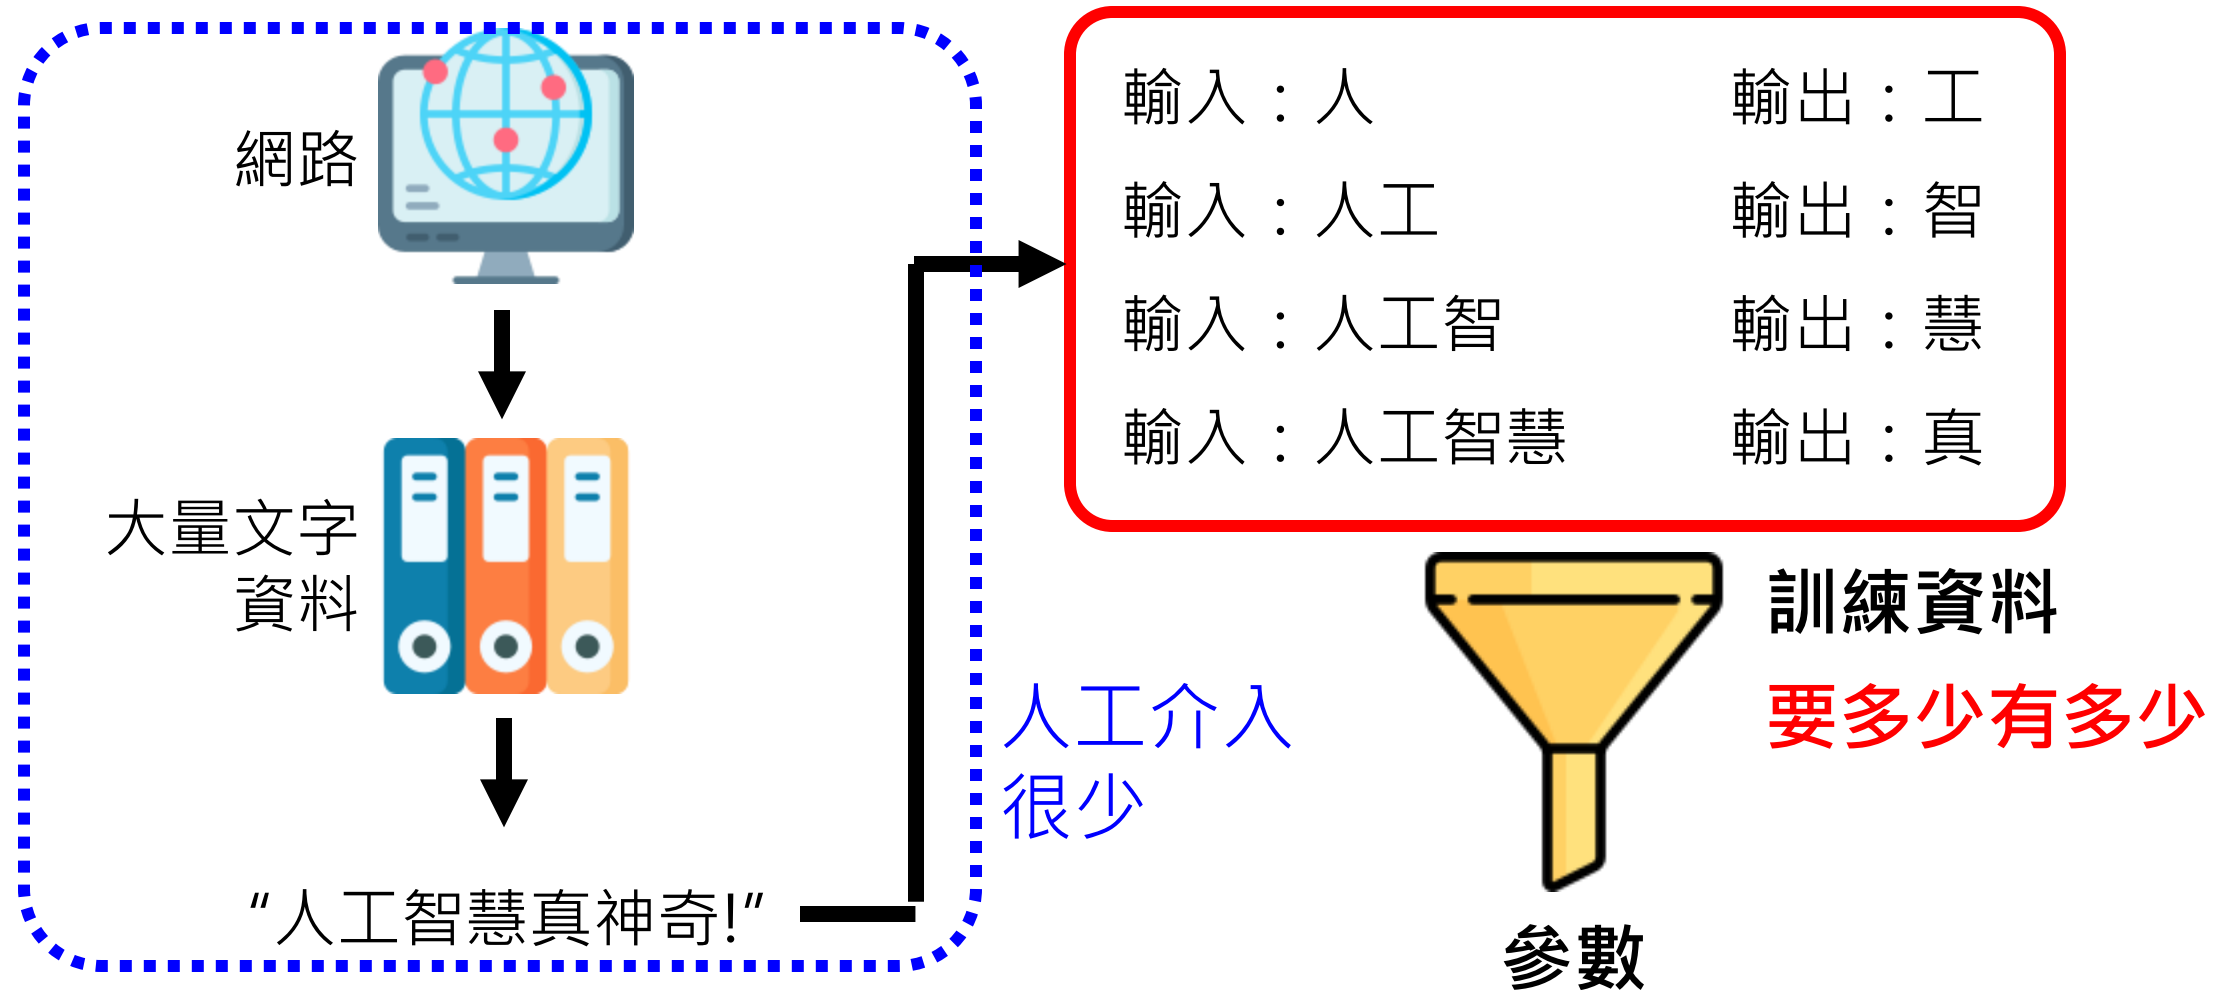 網路
大量文字
資料
“人工智慧真神奇!”
人工介入
很少
輸入：人 輸出：工
輸入：人工 輸出：智
輸入：人工智 輸出：慧
輸入：人工智慧 輸出：真
訓練資料
要多少有多少
參數